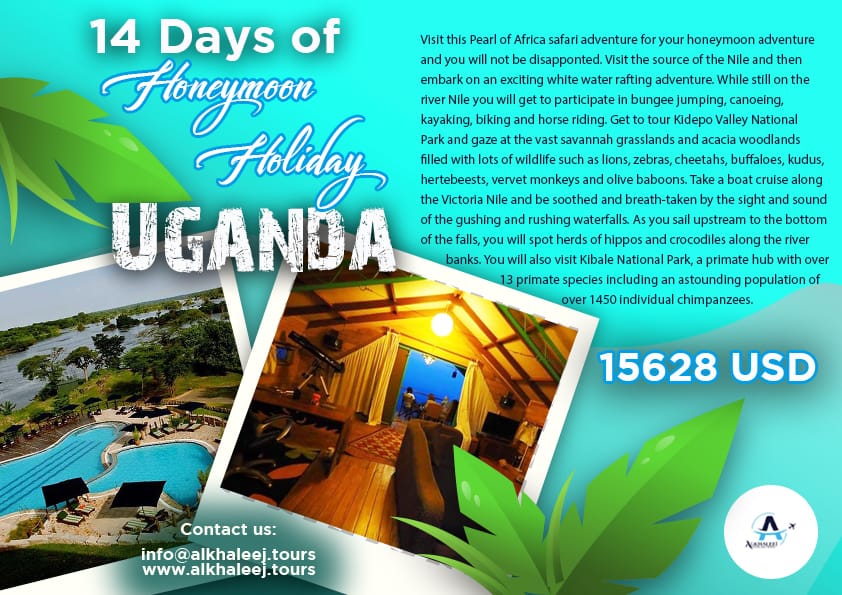 14 Days of
Honeymoon
Holiday
UGANDA
Visit this Pearl of Africa safari adventure for your honeymoon adventure
and you will not be disapponted. Visit the source of the Nile and then
embark on an exciting white water rafting adventure. While still on the
river Nile you will get to participate in bungee jumping, canoeing,
kayaking, biking and horse riding. Get to tour Kidepo Valley National
Park and gaze at the vast savannah grasslands and acacia woodlands
filled with lots of wildlife such as lions, zebras, cheetahs, buffaloes, kudus,
hertebeests, vervet monkeys and olive baboons. Take a boat cruise along
the Victoria Nile and be soothed and breath-taken by the sight and sound
of the gushing and rushing waterfalls. As you sail upstream to the bottom
of the falls, you will spot herds of hippos and crocodiles along the river
banks. You will also visit Kibale National Park, a primate hub with over
13 primate species including an astounding population of
over 1450 individual chimpanzees.
15628 USD
Contact us:
info@alkhaleej.tours
www.alkhaleej.tours
ALKHALEEJ